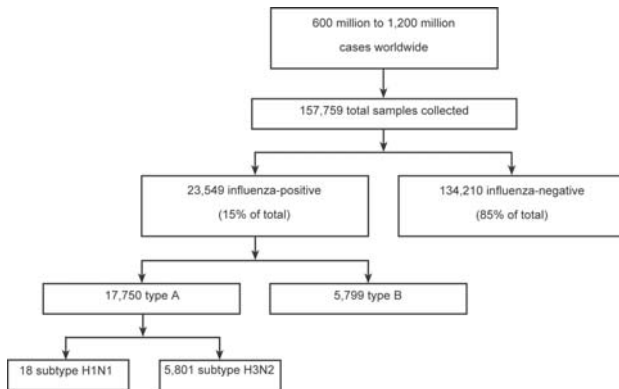 600 million to 1,200 million
cases worldwide
157,759 total samples collected
23,549 influenza-positive
(15% of total)
134,210 influenza-negative
(85% of total)
17,750 type A
5,799 type B
18 subtype H1N1
5,801 subtype H3N2